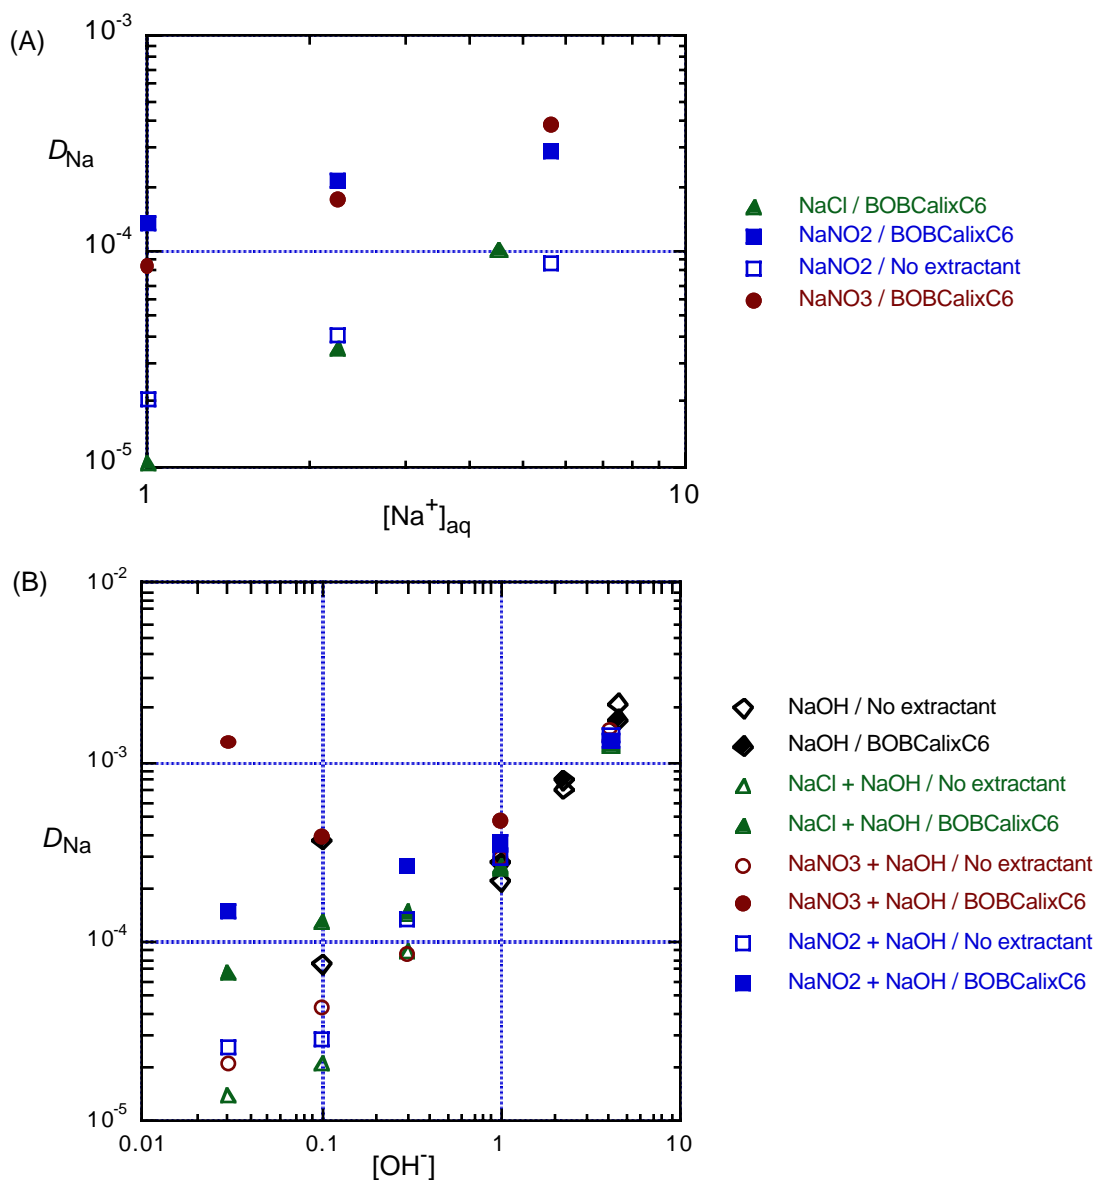 (A)
10-3
DNa
10-4
10-5
1
10
[Na+]aq
NaCl / BOBCalixC6
NaNO2 / BOBCalixC6
NaNO2 / No extractant
NaNO3 / BOBCalixC6
(B)
10-2
10-3
DNa
10-4
10-5
0.01
0.1
1
10
[OH-]
NaOH / No extractant
NaOH / BOBCalixC6
NaCl + NaOH / No extractant
NaCl + NaOH / BOBCalixC6
NaNO3 + NaOH / No extractant
NaNO3 + NaOH / BOBCalixC6
NaNO2 + NaOH / No extractant
NaNO2 + NaOH / BOBCalixC6